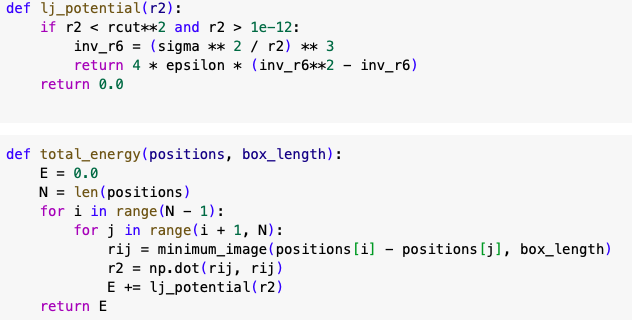 def lj_potential(r2):
    if r2 < rcut**2 and r2 > 1e-12:
        inv_r6 = (sigma ** 2 / r2) ** 3
        return 4 * epsilon * (inv_r6**2 - inv_r6)
    return 0.0
def total_energy(positions, box_length):
    E = 0.0
    N = len(positions)
    for i in range(N - 1):
        for j in range(i + 1, N):
            rij = minimum_image(positions[i] - positions[j], box_length)
            r2 = np.dot(rij, rij)
            E += lj_potential(r2)
    return E